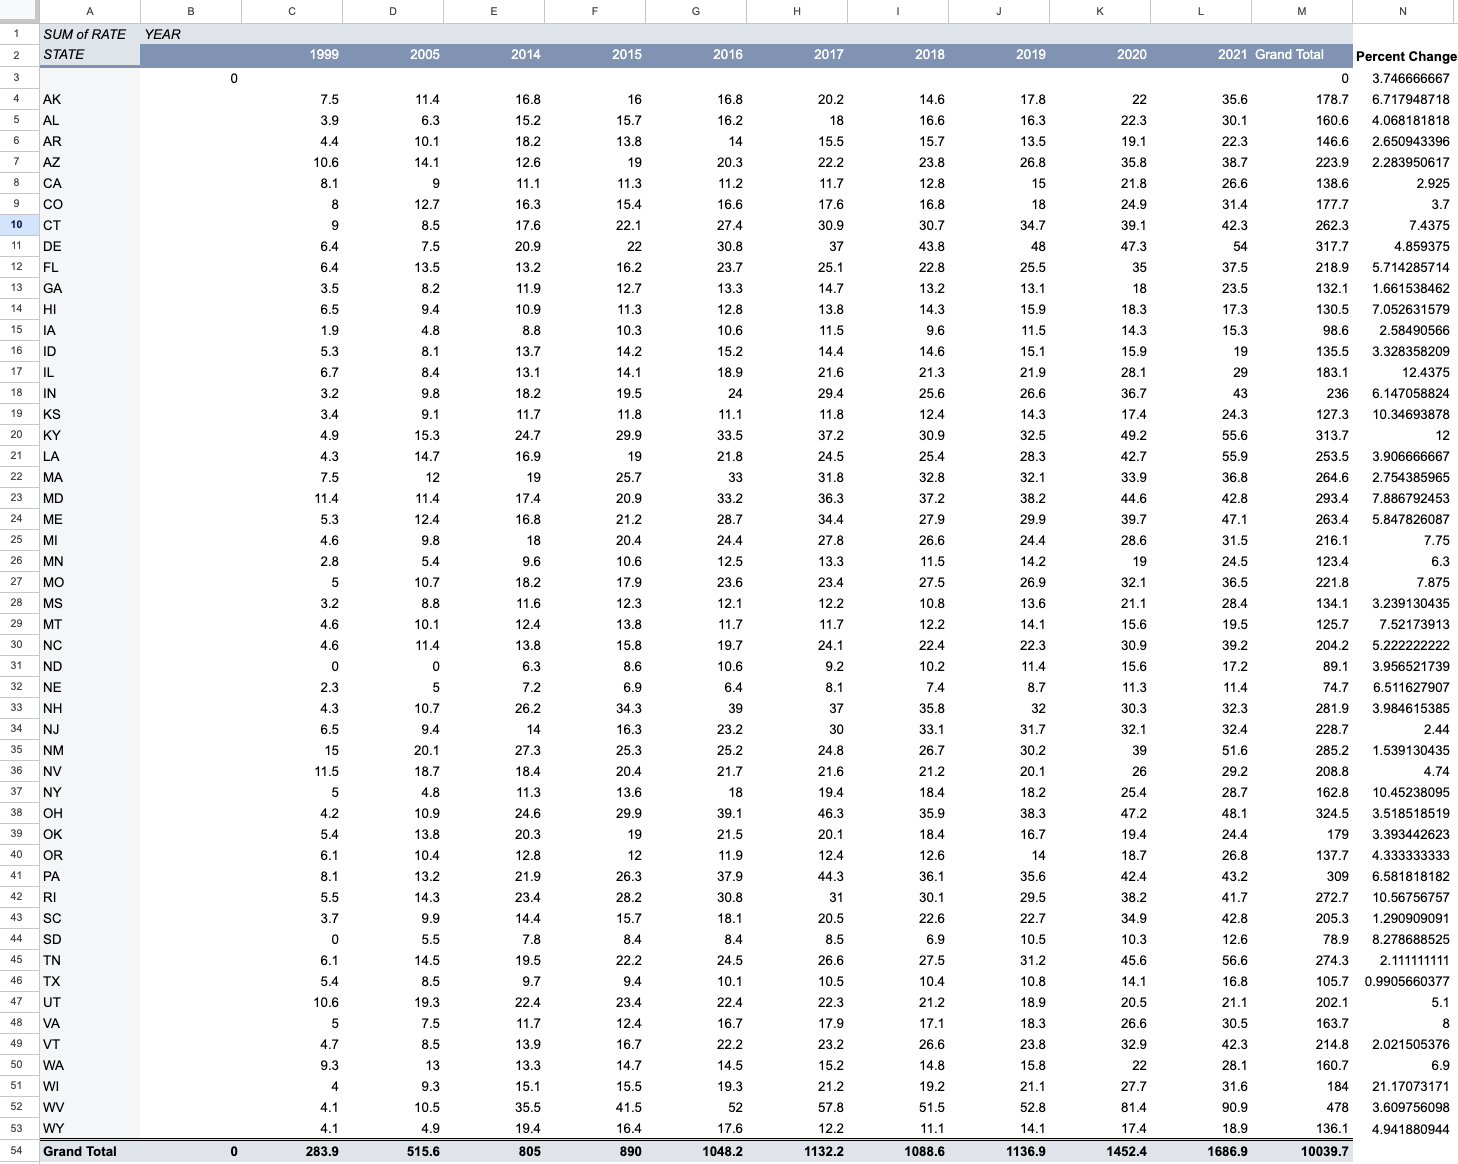 A B C D E F G H I J K L M N
1 SUM of RATE YEAR
2 STATE 1999 2005 2014 2015 2016 2017 2018 2019 2020 2021 Grand Total Percent Change
3 0 0 3.746666667
4 AK 7.5 11.4 16.8 16 16.8 20.2 14.6 17.8 22 35.6 178.7 6.717948718
5 AL 3.9 6.3 15.2 15.7 16.2 18 16.6 16.3 22.3 30.1 160.6 4.068181818
6 AR 4.4 10.1 18.2 13.8 14 15.5 15.7 13.5 19.1 22.3 146.6 2.650943396
7 AZ 10.6 14.1 12.6 19 20.3 22.2 23.8 26.8 35.8 38.7 223.9 2.283950617
8 CA 8.1 9 11.1 11.3 11.2 11.7 12.8 15 21.8 26.6 138.6 2.925
9 CO 8 12.7 16.3 15.4 16.6 17.6 16.8 18 24.9 31.4 177.7 3.7
10 CT 9 8.5 17.6 22.1 27.4 30.9 30.7 34.7 39.1 42.3 262.3 7.4375
11 DE 6.4 7.5 20.9 22 30.8 37 43.8 48 47.3 54 317.7 4.859375
12 FL 6.4 13.5 13.2 16.2 23.7 25.1 22.8 25.5 35 37.5 218.9 5.714285714
13 GA 3.5 8.2 11.9 12.7 13.3 14.7 13.2 13.1 18 23.5 132.1 1.661538462
14 HI 6.5 9.4 10.9 11.3 12.8 13.8 14.3 15.9 18.3 17.3 130.5 7.052631579
15 IA 1.9 4.8 8.8 10.3 10.6 11.5 9.6 11.5 14.3 15.3 98.6 2.58490566
16 ID 5.3 8.1 13.7 14.2 15.2 14.4 14.6 15.1 15.9 19 135.5 3.328358209
17 IL 6.7 8.4 13.1 14.1 18.9 21.6 21.3 21.9 28.1 29 183.1 12.4375
18 IN 3.2 9.8 18.2 19.5 24 29.4 25.6 26.6 36.7 43 236 6.147058824
19 KS 3.4 9.1 11.7 11.8 11.1 11.8 12.4 14.3 17.4 24.3 127.3 10.34693878
20 KY 4.9 15.3 24.7 29.9 33.5 37.2 30.9 32.5 49.2 55.6 313.7 12
21 LA 4.3 14.7 16.9 19 21.8 24.5 25.4 28.3 42.7 55.9 253.5 3.906666667
22 MA 7.5 12 19 25.7 33 31.8 32.8 32.1 33.9 36.8 264.6 2.754385965
23 MD 11.4 11.4 17.4 20.9 33.2 36.3 37.2 38.2 44.6 42.8 293.4 7.886792453
24 ME 5.3 12.4 16.8 21.2 28.7 34.4 27.9 29.9 39.7 47.1 263.4 5.847826087
25 MI 4.6 9.8 18 20.4 24.4 27.8 26.6 24.4 28.6 31.5 216.1 7.75
26 MN 2.8 5.4 9.6 10.6 12.5 13.3 11.5 14.2 19 24.5 123.4 6.3
27 MO 5 10.7 18.2 17.9 23.6 23.4 27.5 26.9 32.1 36.5 221.8 7.875
28 MS 3.2 8.8 11.6 12.3 12.1 12.2 10.8 13.6 21.1 28.4 134.1 3.239130435
29 MT 4.6 10.1 12.4 13.8 11.7 11.7 12.2 14.1 15.6 19.5 125.7 7.52173913
30 NC 4.6 11.4 13.8 15.8 19.7 24.1 22.4 22.3 30.9 39.2 204.2 5.222222222
31 ND 0 0 6.3 8.6 10.6 9.2 10.2 11.4 15.6 17.2 89.1 3.956521739
32 NE 2.3 5 7.2 6.9 6.4 8.1 7.4 8.7 11.3 11.4 74.7 6.511627907
33 NH 4.3 10.7 26.2 34.3 39 37 35.8 32 30.3 32.3 281.9 3.984615385
34 NJ 6.5 9.4 14 16.3 23.2 30 33.1 31.7 32.1 32.4 228.7 2.44
35 NM 15 20.1 27.3 25.3 25.2 24.8 26.7 30.2 39 51.6 285.2 1.539130435
36 NV 11.5 18.7 18.4 20.4 21.7 21.6 21.2 20.1 26 29.2 208.8 4.74
37 NY 5 4.8 11.3 13.6 18 19.4 18.4 18.2 25.4 28.7 162.8 10.45238095
38 OH 4.2 10.9 24.6 29.9 39.1 46.3 35.9 38.3 47.2 48.1 324.5 3.518518519
39 OK 5.4 13.8 20.3 19 21.5 20.1 18.4 16.7 19.4 24.4 179 3.393442623
40 OR 6.1 10.4 12.8 12 11.9 12.4 12.6 14 18.7 26.8 137.7 4.333333333
41 PA 8.1 13.2 21.9 26.3 37.9 44.3 36.1 35.6 42.4 43.2 309 6.581818182
42 RI 5.5 14.3 23.4 28.2 30.8 31 30.1 29.5 38.2 41.7 272.7 10.56756757
43 SC 3.7 9.9 14.4 15.7 18.1 20.5 22.6 22.7 34.9 42.8 205.3 1.290909091
44 SD 0 5.5 7.8 8.4 8.4 8.5 6.9 10.5 10.3 12.6 78.9 8.278688525
45 TN 6.1 14.5 19.5 22.2 24.5 26.6 27.5 31.2 45.6 56.6 274.3 2.111111111
46 TX 5.4 8.5 9.7 9.4 10.1 10.5 10.4 10.8 14.1 16.8 105.7 0.9905660377
47 UT 10.6 19.3 22.4 23.4 22.4 22.3 21.2 18.9 20.5 21.1 202.1 5.1
48 VA 5 7.5 11.7 12.4 16.7 17.9 17.1 18.3 26.6 30.5 163.7 8
49 VT 4.7 8.5 13.9 16.7 22.2 23.2 26.6 23.8 32.9 42.3 214.8 2.021505376
50 WA 9.3 13 13.3 14.7 14.5 15.2 14.8 15.8 22 28.1 160.7 6.9
51 WI 4 9.3 15.1 15.5 19.3 21.2 19.2 21.1 27.7 31.6 184 21.17073171
52 WV 4.1 10.5 35.5 41.5 52 57.8 51.5 52.8 81.4 90.9 478 3.609756098
53 WY 4.1 4.9 19.4 16.4 17.6 12.2 11.1 14.1 17.4 18.9 136.1 4.941880944
54 Grand Total 0 283.9 515.6 805 890 1048.2 1132.2 1088.6 1136.9 1452.4 1686.9 10039.7